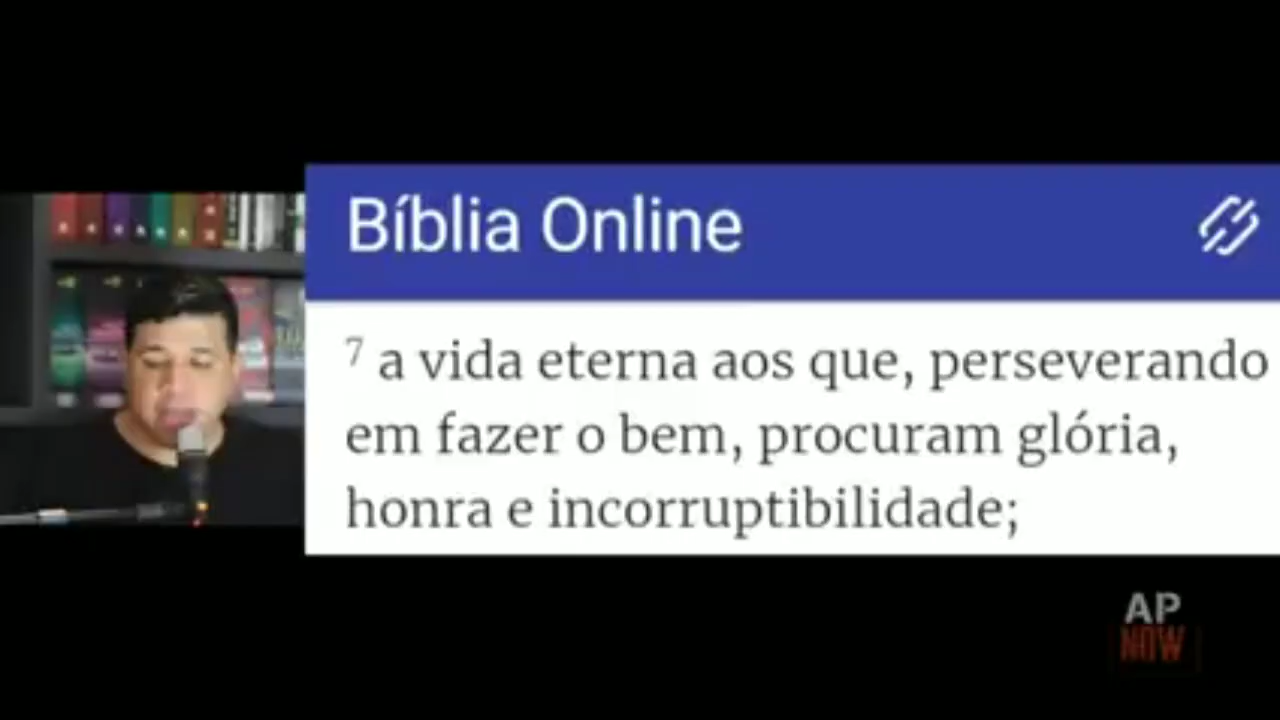 Bíblia Online
7 a vida eterna aos que, perseverando
em fazer o bem, procuram glória,
honra e incorruptibilidade;
AP
NOW